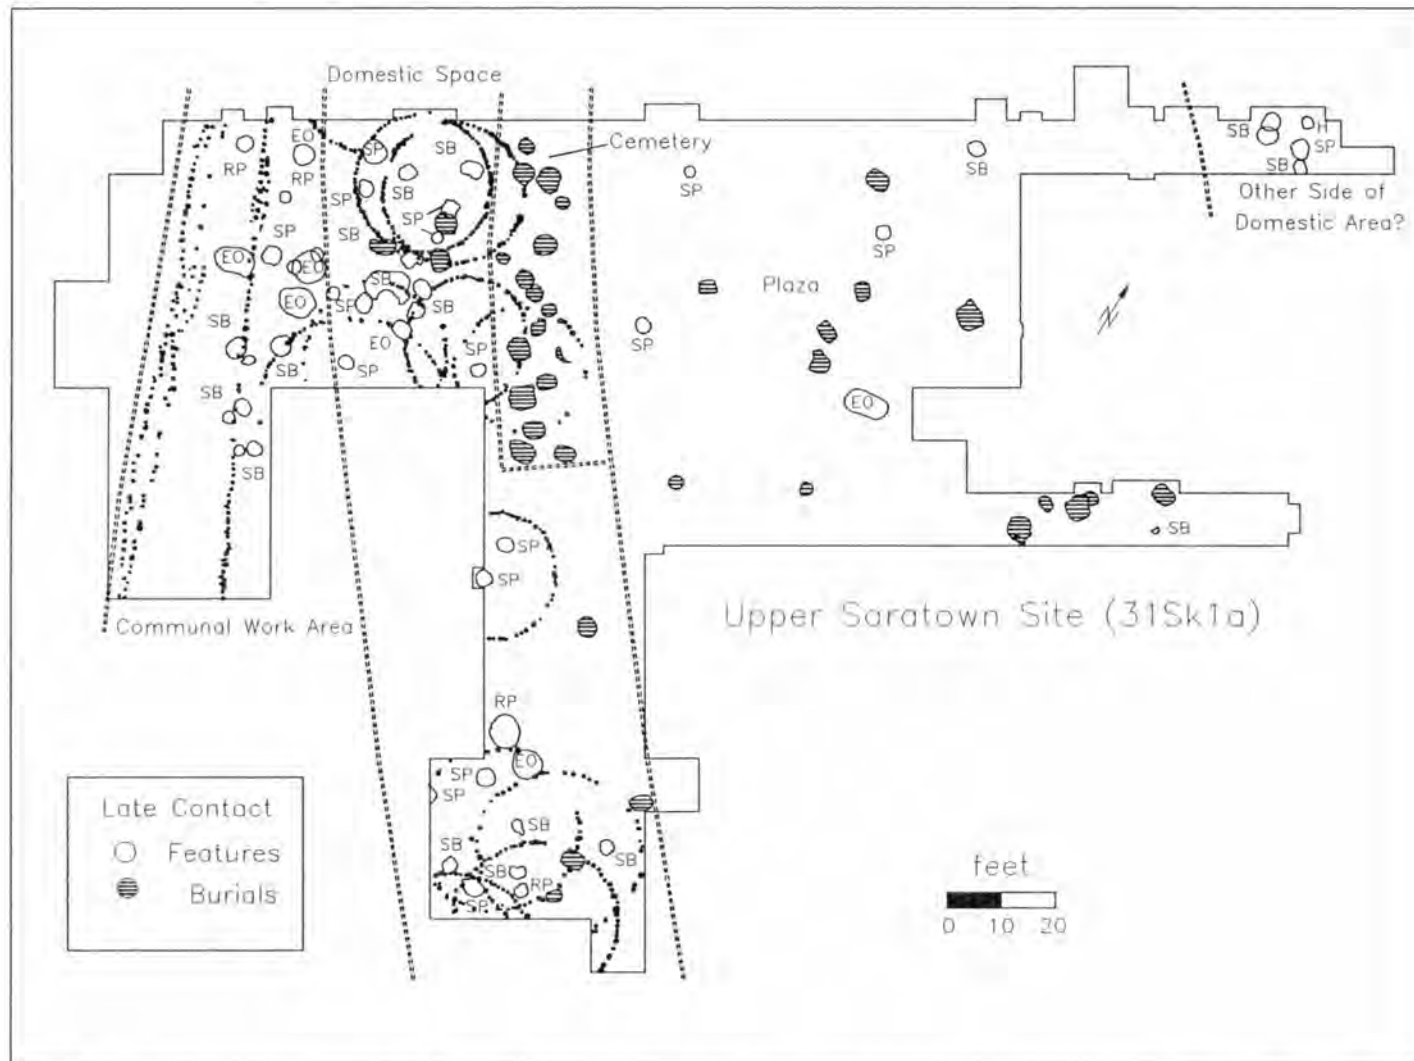 Domestic Space
Cemetery
EO
RP
RP
SP
SB
SP
SB
SP
SP
SB
H
SP
SB
SB
Other Side of
Domestic Area?
SP
SB
SP
EO
EO
SB
Plaza
EO
SP
SB
N
SB
EO
SP
SP
SB
SP
SB
EO
SB
SB
SP
SP
Upper Saratown Site (31Sk1a)
Communal Work Area
RP
EO
SP
SP
Late Contact
Features
Burials
SB
SB
SB
SB
RP
SP
feet
0 10 20